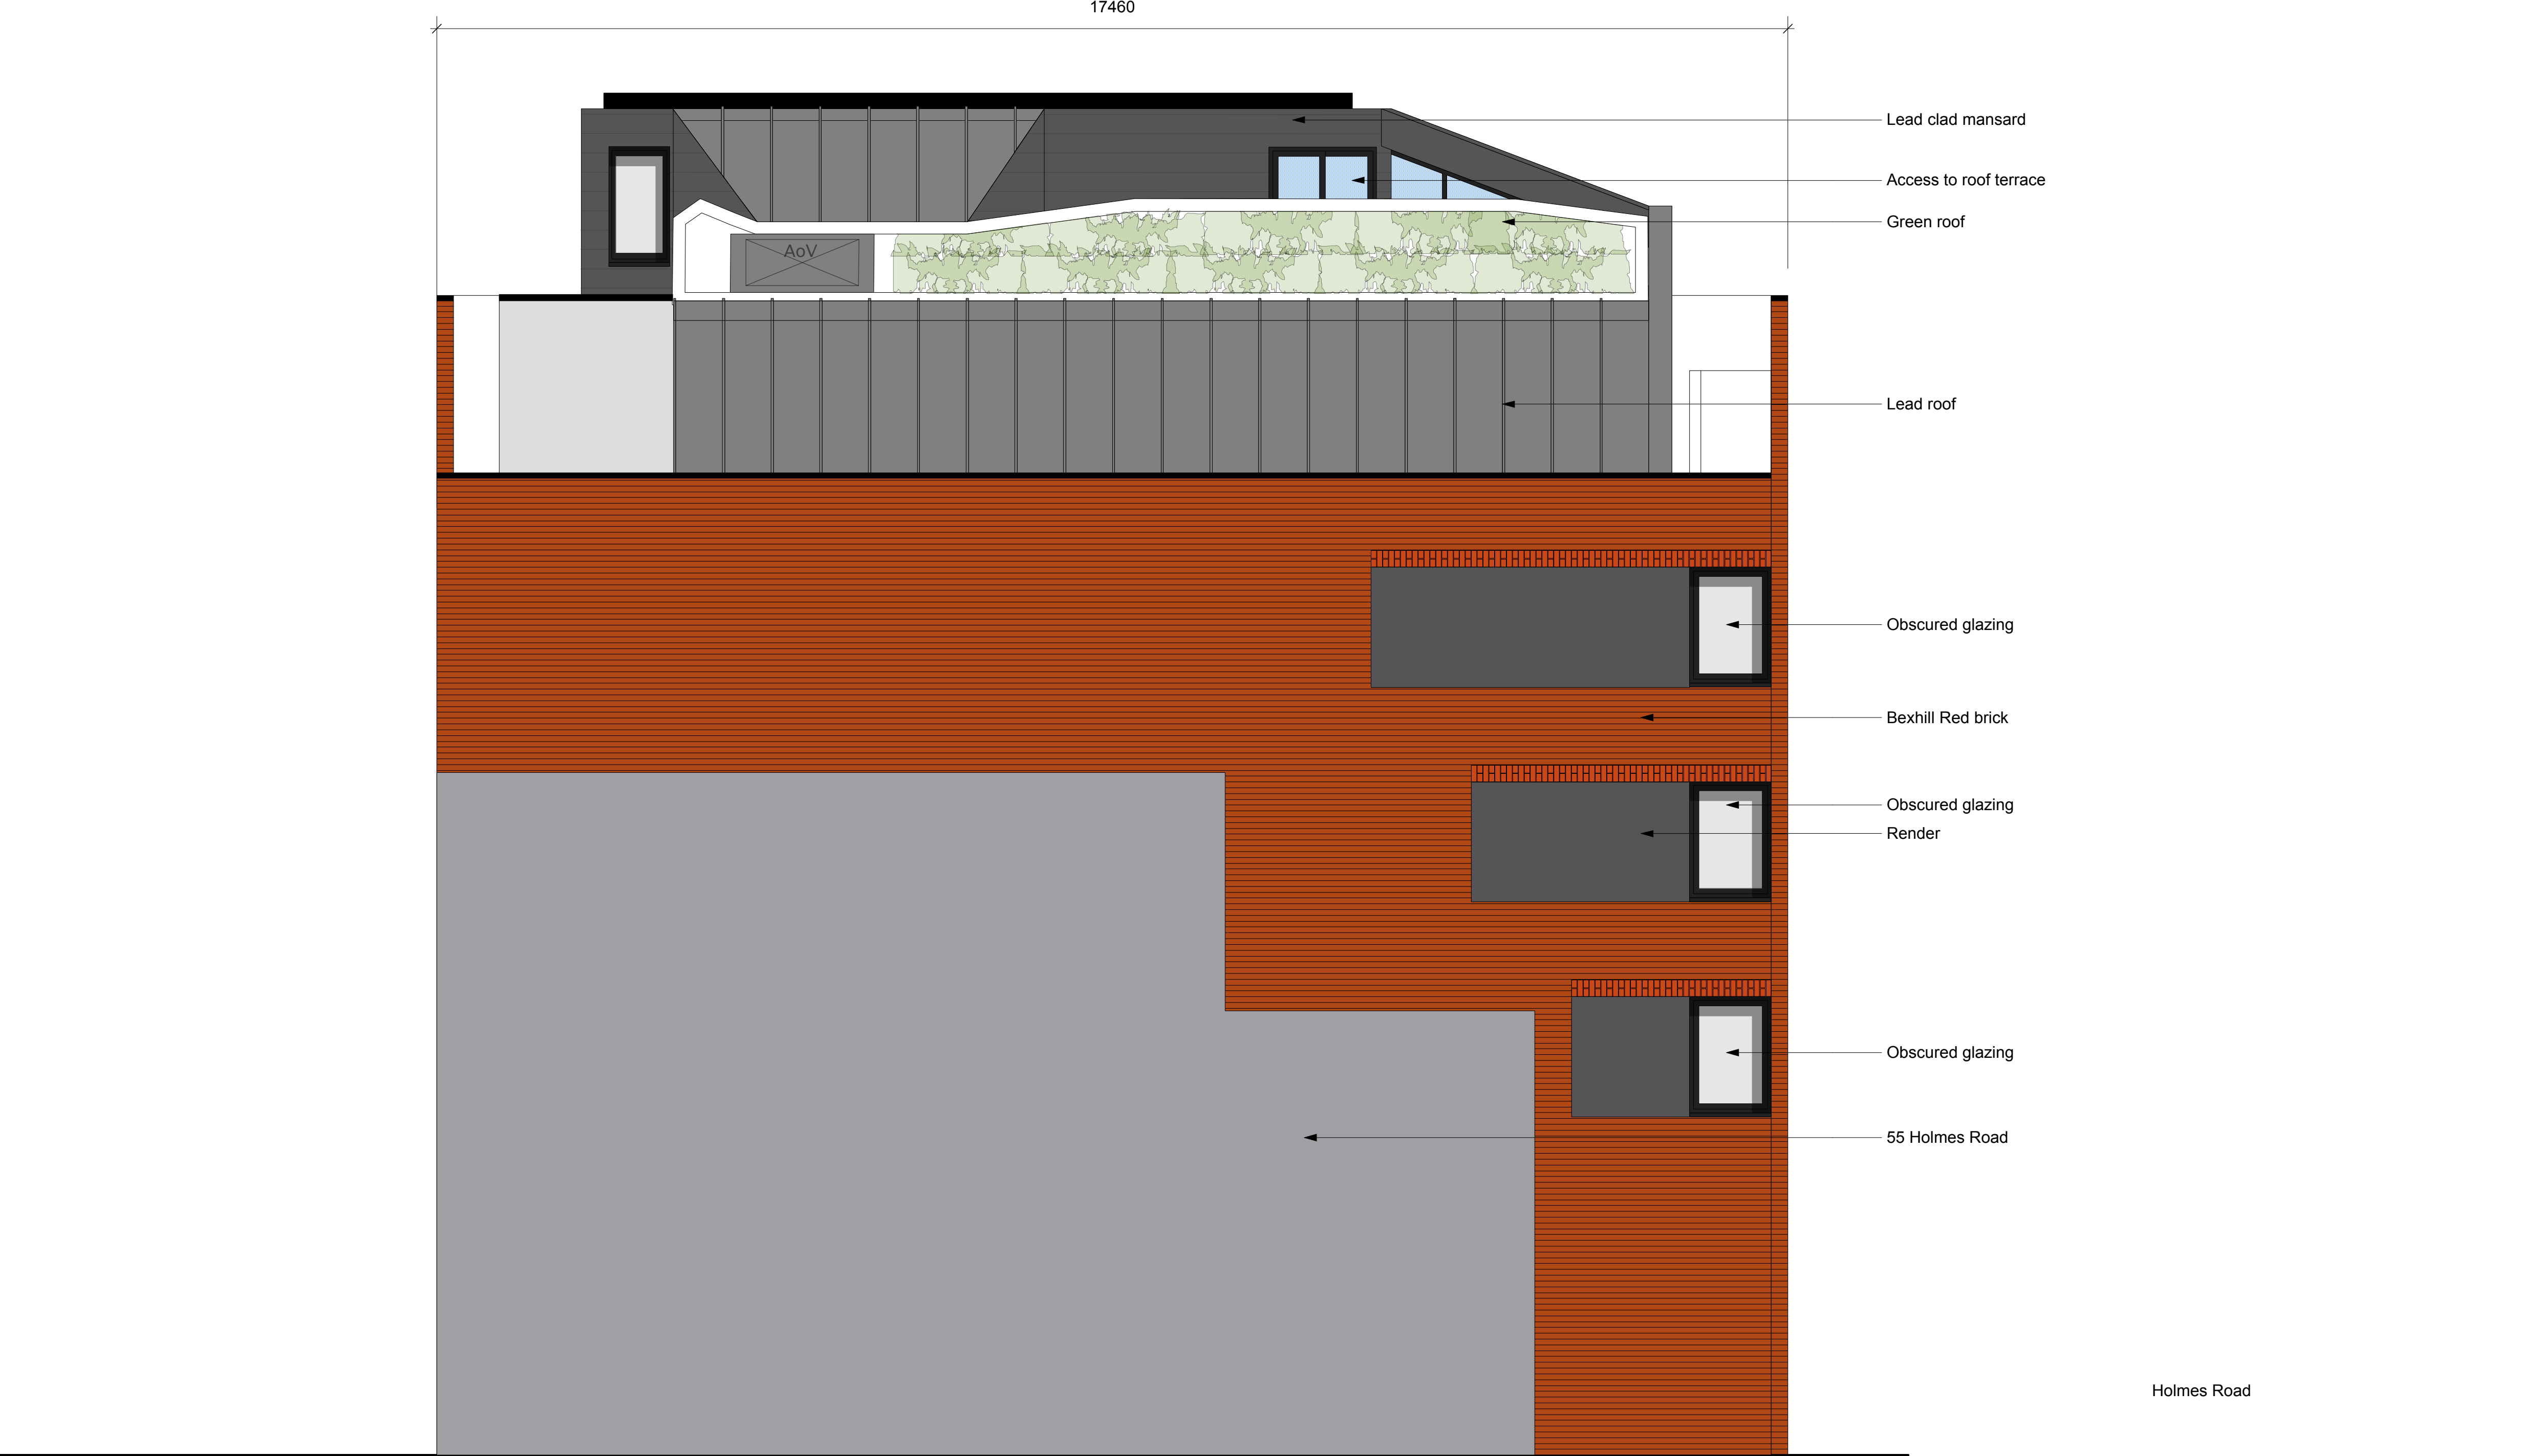 17460
Lead clad mansard
Access to roof terrace
Green roof
AoV
Lead roof
Obscured glazing
Bexhill Red brick
Obscured glazing
Render
Obscured glazing
55 Holmes Road
Holmes Road